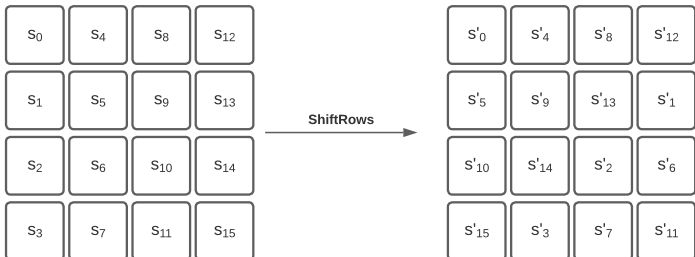 s0 s4 s8 s12 s'0 s'4 s'8 s'12
s1 s5 s9 s13 s'5 s'9 s'13 s'1
ShiftRows
s2 s6 s10 s14 s'10 s'14 s'2 s'6
s3 s7 s11 s15 s'15 s'3 s'7 s'11